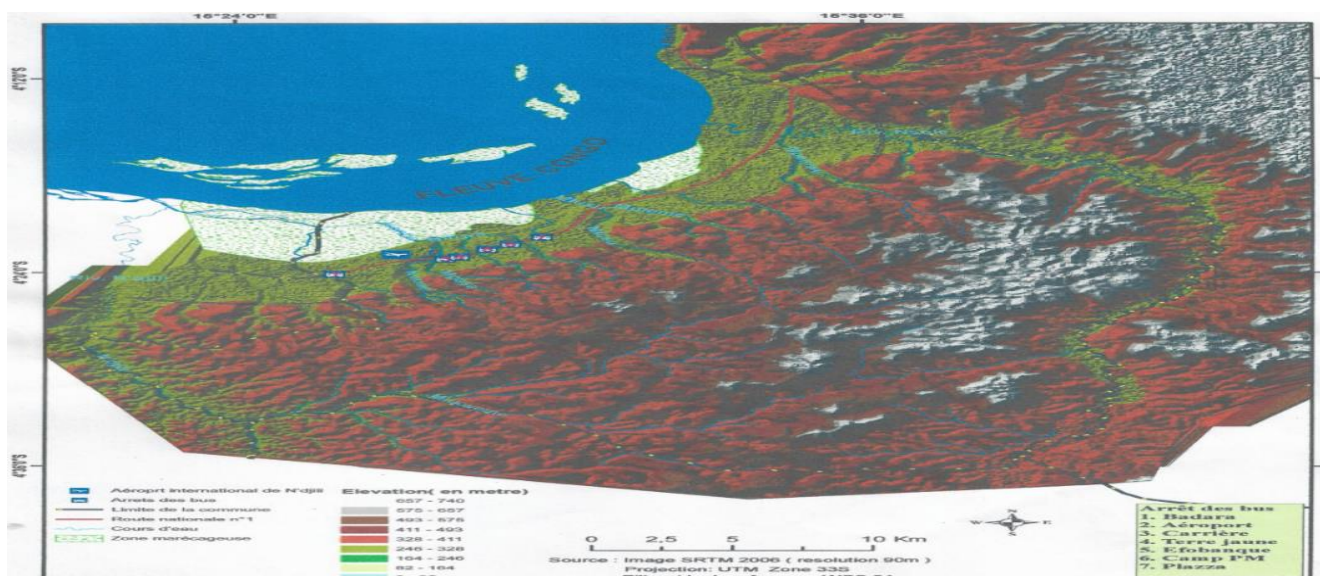 15°24'0"E
15°36'0"E
FLEUVE CONGO
Aéroprt international de N'djili
Arrets des bus
Limite de la commune
Route nationale n°1
Cours d'eau
Zone marécageuse
Elevation( en metre)
657 - 740
575 - 657
493 - 575
411 - 493
328 - 411
246 - 328
164 - 246
82 - 164
N
W
E
S
0 2,5 5 10 Km
Source : Image SRTM 2006 ( resolution 90m)
Projection: UTM Zone 33S
Arrêt des bus
1. Badara
2. Aéroport
3. Carrière
4. Terre jaune
5. Efobanque
6. Camp PM
7. Plazza